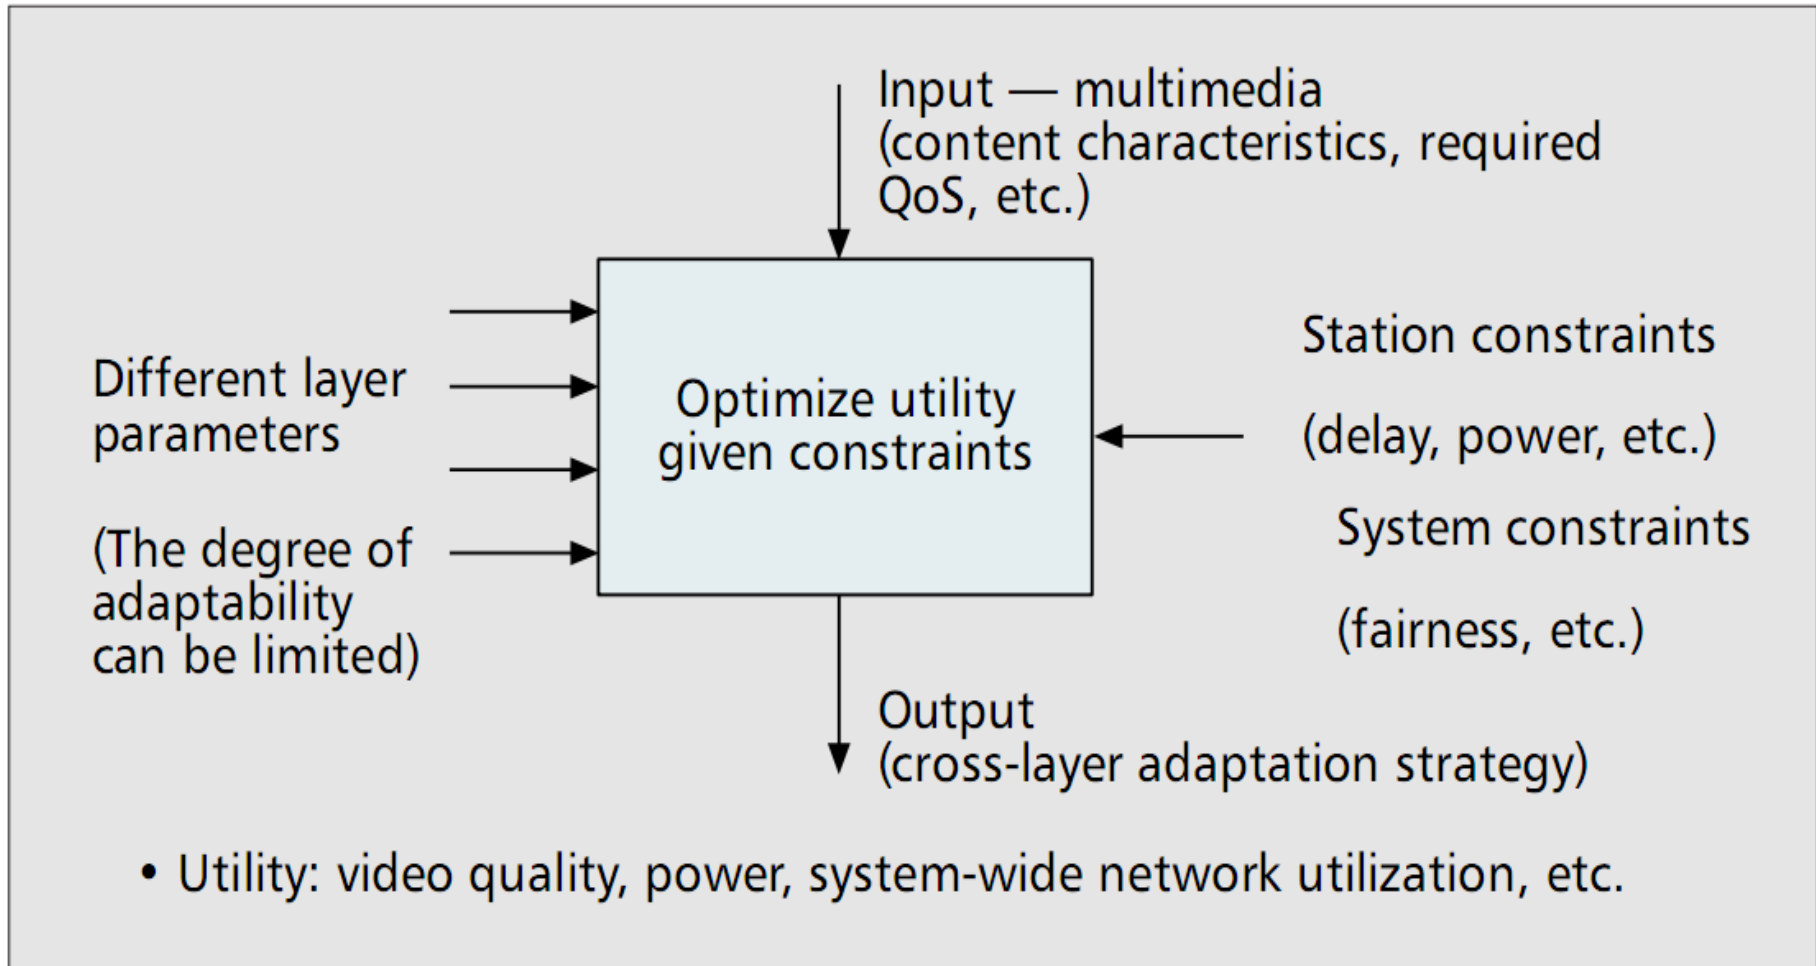 Input — multimedia
(content characteristics, required
QoS, etc.)
Different layer
parameters
(The degree of
adaptability
can be limited)
Optimize utility
given constraints
Station constraints
(delay, power, etc.)
System constraints
(fairness, etc.)
Output
(cross-layer adaptation strategy)
• Utility: video quality, power, system-wide network utilization, etc.